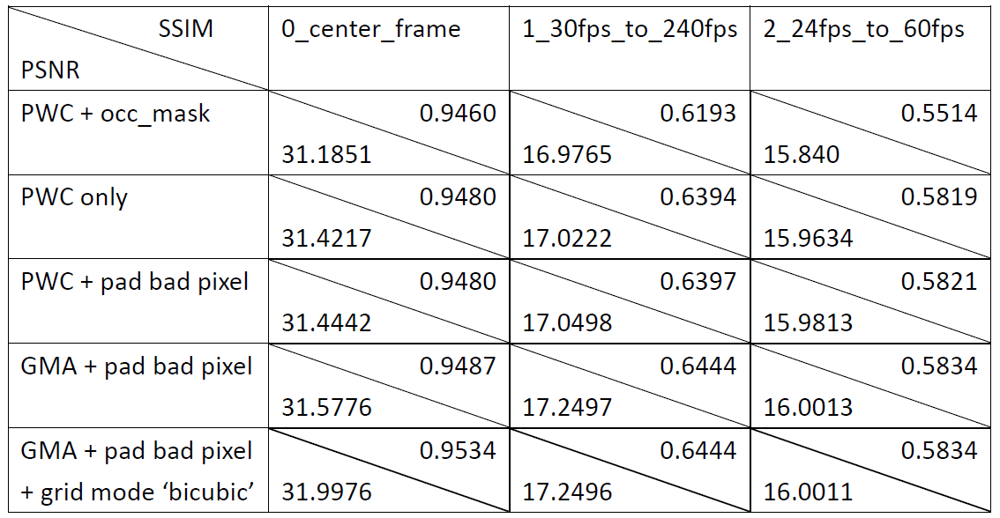 SSIM 0_center_frame 1_30fps_to_240fps 2_24fps_to_60fps
PSNR
PWC + occ_mask 0.9460 0.6193 0.5514
31.1851 16.9765 15.840
PWC only 0.9480 0.6394 0.5819
31.4217 17.0222 15.9634
PWC + pad bad pixel 0.9480 0.6397 0.5821
31.4442 17.0498 15.9813
GMA + pad bad pixel 0.9487 0.6444 0.5834
31.5776 17.2497 16.0013
GMA + pad bad pixel 0.9534 0.6444 0.5834
+ grid mode ‘bicubic’ 31.9976 17.2496 16.0011